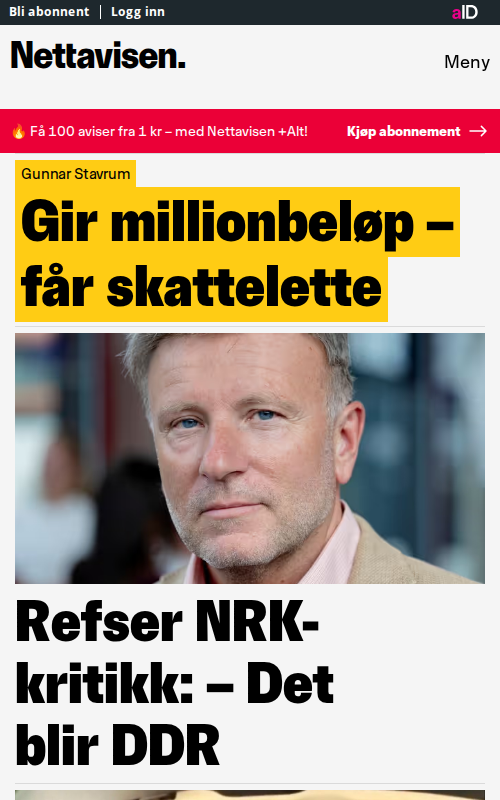 Bli abonnent | Logg inn
aID
Nettavisen.
Meny
🔥 Få 100 aviser fra 1 kr – med Nettavisen +Alt!
Kjøp abonnement →
Gunnar Stavrum
Gir millionbeløp –
får skattelette
Refser NRK-
kritikk: – Det
blir DDR